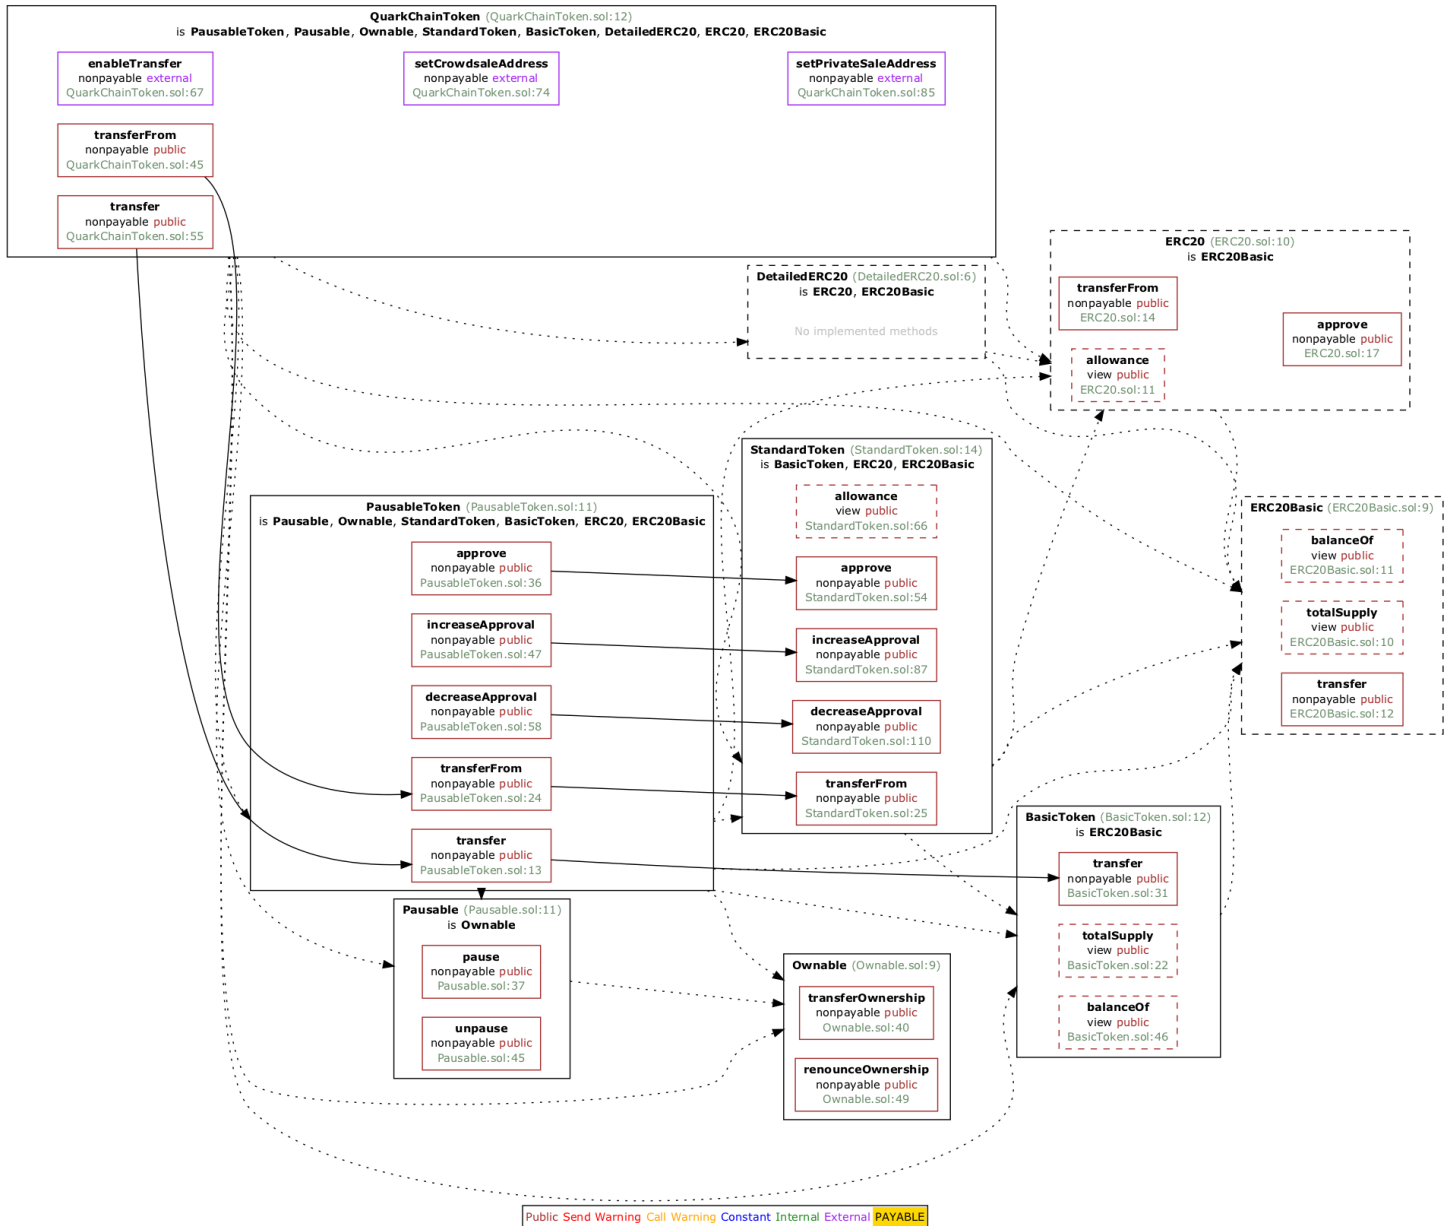 QuarkChainToken (QuarkChainToken.sol:12)
is PausableToken, Pausable, Ownable, StandardToken, BasicToken, DetailedERC20, ERC20, ERC20Basic
enableTransfer
nonpayable external
QuarkChainToken.sol:67
setCrowdsaleAddress
nonpayable external
QuarkChainToken.sol:74
setPrivateSaleAddress
nonpayable external
QuarkChainToken.sol:85
transferFrom
nonpayable public
QuarkChainToken.sol:45
transfer
nonpayable public
QuarkChainToken.sol:55
DetailedERC20 (DetailedERC20.sol:6)
is ERC20, ERC20Basic
No implemented methods
ERC20 (ERC20.sol:10)
is ERC20Basic
transferFrom
nonpayable public
ERC20.sol:14
approve
nonpayable public
ERC20.sol:17
allowance
view public
ERC20.sol:11
StandardToken (StandardToken.sol:14)
is BasicToken, ERC20, ERC20Basic
allowance
view public
StandardToken.sol:66
approve
nonpayable public
StandardToken.sol:54
increaseApproval
nonpayable public
StandardToken.sol:87
decreaseApproval
nonpayable public
StandardToken.sol:110
transferFrom
nonpayable public
StandardToken.sol:25
PausableToken (PausableToken.sol:11)
is Pausable, Ownable, StandardToken, BasicToken, ERC20, ERC20Basic
approve
nonpayable public
PausableToken.sol:36
increaseApproval
nonpayable public
PausableToken.sol:47
decreaseApproval
nonpayable public
PausableToken.sol:58
transferFrom
nonpayable public
PausableToken.sol:24
transfer
nonpayable public
PausableToken.sol:13
ERC20Basic (ERC20Basic.sol:9)
balanceOf
view public
ERC20Basic.sol:11
totalSupply
view public
ERC20Basic.sol:10
transfer
nonpayable public
ERC20Basic.sol:12
BasicToken (BasicToken.sol:12)
is ERC20Basic
transfer
nonpayable public
BasicToken.sol:31
totalSupply
view public
BasicToken.sol:22
balanceOf
view public
BasicToken.sol:46
Pausable (Pausable.sol:11)
is Ownable
pause
nonpayable public
Pausable.sol:37
unpause
nonpayable public
Pausable.sol:45
Ownable (Ownable.sol:9)
transferOwnership
nonpayable public
Ownable.sol:40
renounceOwnership
nonpayable public
Ownable.sol:49
Public Send Warning Call Warning Constant Internal External PAYABLE